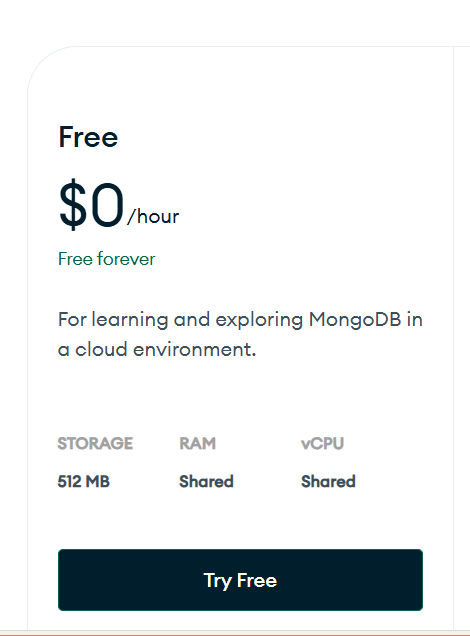 Free
$0/hour
Free forever
For learning and exploring MongoDB in
a cloud environment.
STORAGE RAM vCPU
512 MB Shared Shared
Try Free